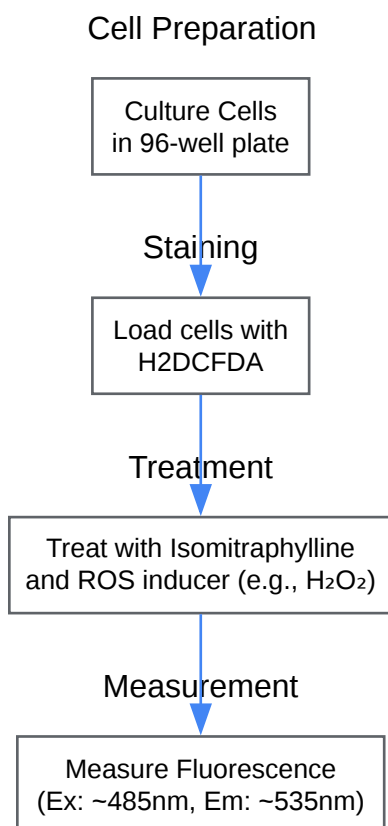 Cell Preparation
Culture Cells
in 96-well plate
Staining
Load cells with
H2DCFDA
Treatment
Treat with Isomitraphylline
and ROS inducer (e.g., H₂O₂)
Measurement
Measure Fluorescence
(Ex: ~485nm, Em: ~535nm)